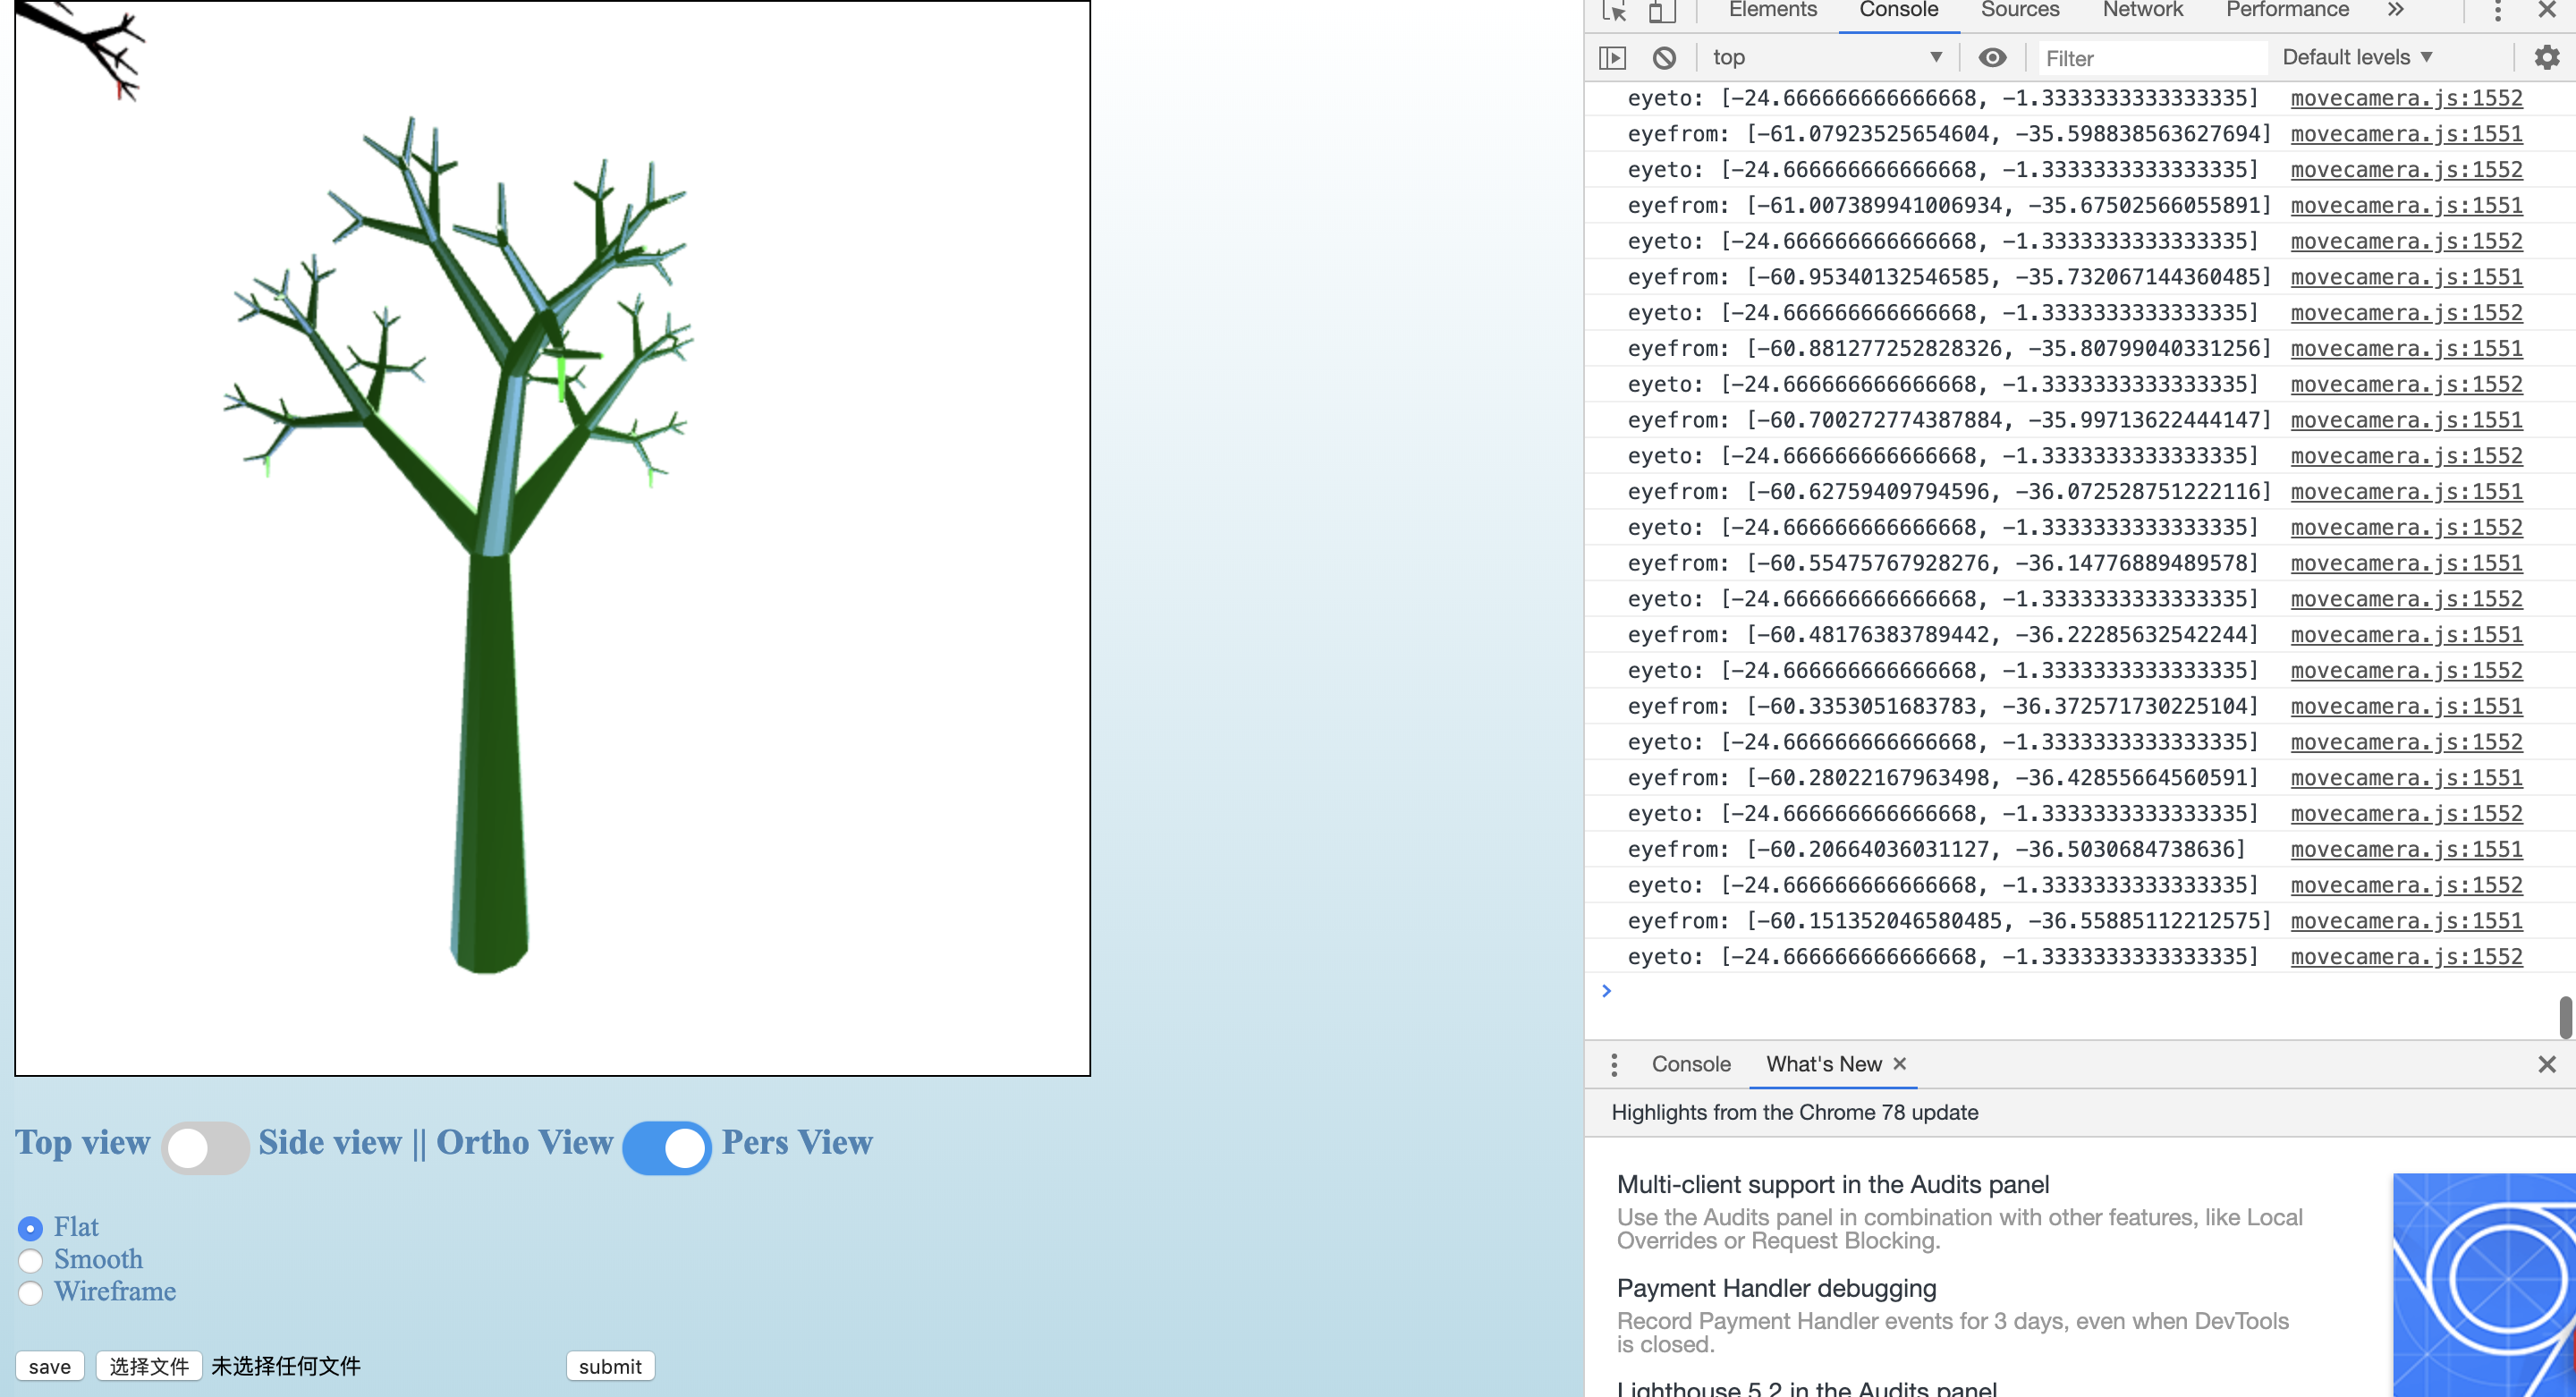 Elements Console Sources Network Performance »
top ▼ Filter Default levels ▼
eyeto: [-24.666666666666668, -1.3333333333333335] movecamera.js:1552
eyefrom: [-61.07923525654604, -35.598838563627694] movecamera.js:1551
eyeto: [-24.666666666666668, -1.3333333333333335] movecamera.js:1552
eyefrom: [-61.007389941006934, -35.67502566055891] movecamera.js:1551
eyeto: [-24.666666666666668, -1.3333333333333335] movecamera.js:1552
eyefrom: [-60.95340132546585, -35.732067144360485] movecamera.js:1551
eyeto: [-24.666666666666668, -1.3333333333333335] movecamera.js:1552
eyefrom: [-60.881277252828326, -35.80799040331256] movecamera.js:1551
eyeto: [-24.666666666666668, -1.3333333333333335] movecamera.js:1552
eyefrom: [-60.700272774387884, -35.99713622444147] movecamera.js:1551
eyeto: [-24.666666666666668, -1.3333333333333335] movecamera.js:1552
eyefrom: [-60.62759409794596, -36.072528751222116] movecamera.js:1551
eyeto: [-24.666666666666668, -1.3333333333333335] movecamera.js:1552
eyefrom: [-60.55475767928276, -36.14776889489578] movecamera.js:1551
eyeto: [-24.666666666666668, -1.3333333333333335] movecamera.js:1552
eyefrom: [-60.48176383789442, -36.22285632542244] movecamera.js:1551
eyeto: [-24.666666666666668, -1.3333333333333335] movecamera.js:1552
eyefrom: [-60.3353051683783, -36.372571730225104] movecamera.js:1551
eyeto: [-24.666666666666668, -1.3333333333333335] movecamera.js:1552
eyefrom: [-60.28022167963498, -36.42855664560591] movecamera.js:1551
eyeto: [-24.666666666666668, -1.3333333333333335] movecamera.js:1552
eyefrom: [-60.20664036031127, -36.5030684738636] movecamera.js:1551
eyeto: [-24.666666666666668, -1.3333333333333335] movecamera.js:1552
eyefrom: [-60.151352046580485, -36.55885112212575] movecamera.js:1551
eyeto: [-24.666666666666668, -1.3333333333333335] movecamera.js:1552
Console What's New ×
Highlights from the Chrome 78 update
Multi-client support in the Audits panel
Use the Audits panel in combination with other features, like Local
Overrides or Request Blocking.
Payment Handler debugging
Record Payment Handler events for 3 days, even when DevTools
is closed.
Lighthouse 5.2 in the Audits panel
Top view Side view || Ortho View Pers View
Flat
Smooth
Wireframe
save 选择文件 未选择任何文件 submit